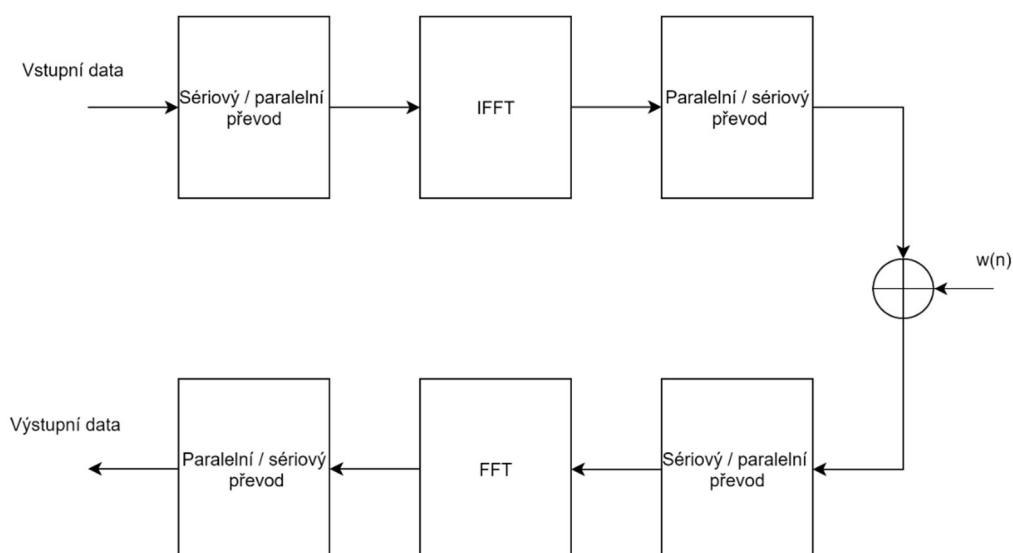 Vstupní data
Sériový / paralelní
převod
IFFT
Paralelní / sériový
převod
w(n)
Výstupní data
Paralelní / sériový
převod
FFT
Sériový / paralelní
převod